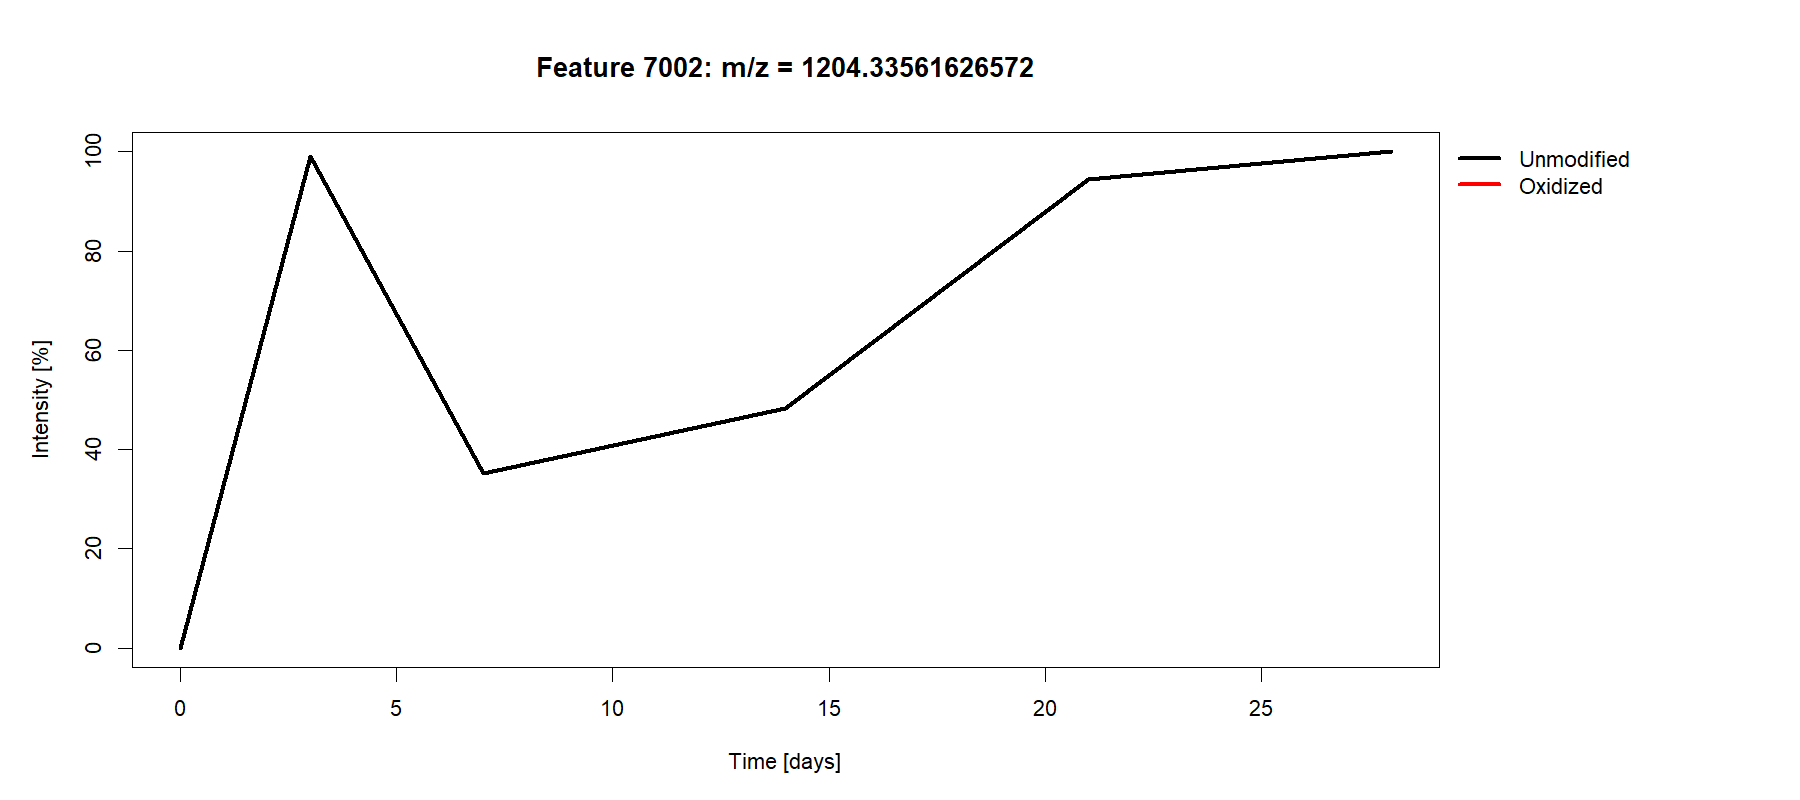 Feature 7002: m/z = 1204.33561626572
Unmodified
Oxidized
Intensity [%]
100
80
60
40
20
0
0 5 10 15 20 25
Time [days]